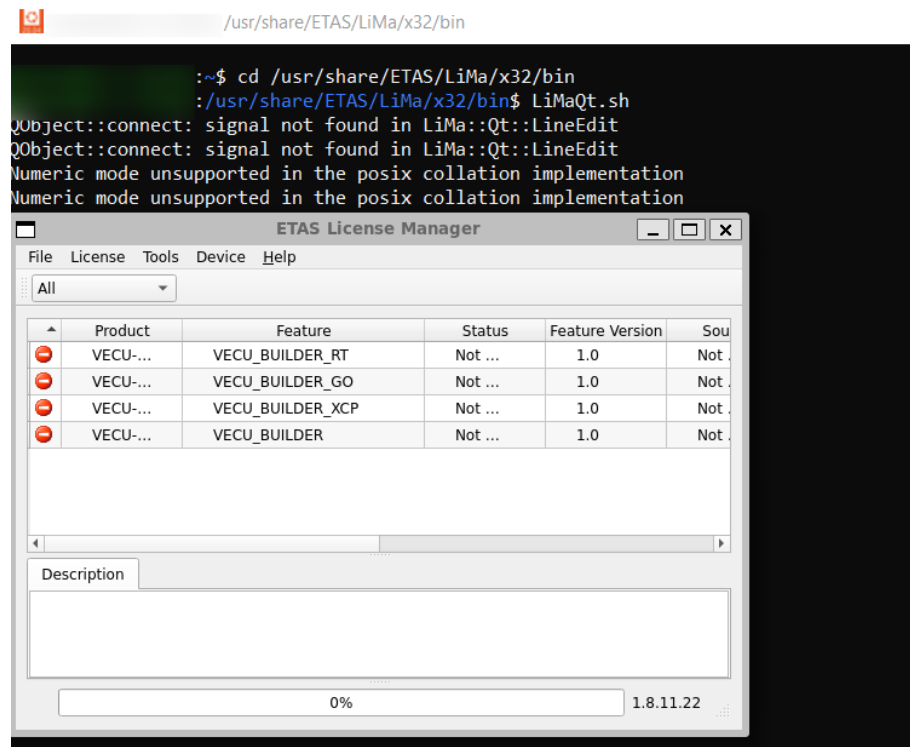 /usr/share/ETAS/LiMa/x32/bin
:~$ cd /usr/share/ETAS/LiMa/x32/bin
:/usr/share/ETAS/LiMa/x32/bin$ LiMaQt.sh
QObject::connect: signal not found in LiMa::Qt::LineEdit
QObject::connect: signal not found in LiMa::Qt::LineEdit
Numeric mode unsupported in the posix collation implementation
Numeric mode unsupported in the posix collation implementation
ETAS License Manager
File License Tools Device Help
All
Product Feature Status Feature Version Sou
VECU-... VECU_BUILDER_RT Not ... 1.0 Not .
VECU-... VECU_BUILDER_GO Not ... 1.0 Not .
VECU-... VECU_BUILDER_XCP Not ... 1.0 Not .
VECU-... VECU_BUILDER Not ... 1.0 Not .
Description
0% 1.8.11.22